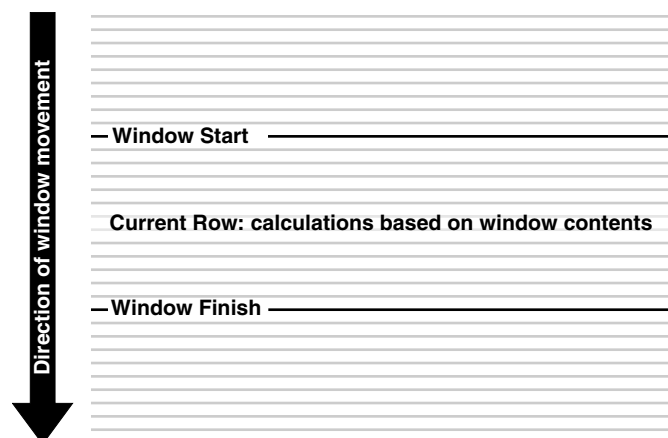 Direction of window movement
Window Start
Current Row: calculations based on window contents
Window Finish